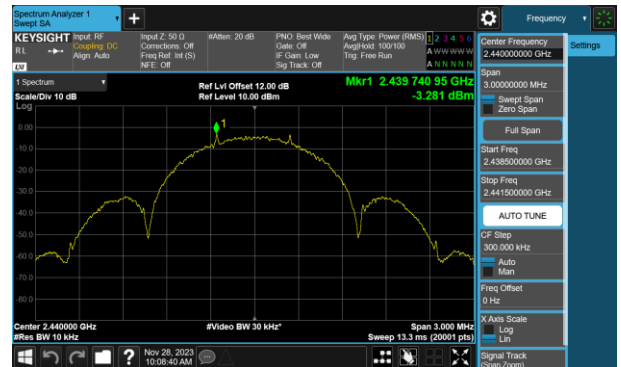 Spectrum Analyzer 1
Swept SA
Frequency
KEYSIGHT
RL
LXI
Input: RF
Coupling: DC
Align: Auto
Input Z: 50 Ω
Corrections: Off
Freq Ref: Int (S)
NFE: Off
#Atten: 20 dB
PNO: Best Wide
Gate: Off
IF Gain: Low
Sig Track: Off
Avg Type: Power (RMS)
Avg|Hold: 100/100
Trig: Free Run
1 2 3 4 5 6
A W W W W W
A N N N N N
1 Spectrum
Scale/Div 10 dB
Log
Ref Lvl Offset 12.00 dB
Ref Level 10.00 dBm
Mkr1 2.439 740 95 GHz
-3.281 dBm
1
0.00
-10.0
-20.0
-30.0
-40.0
-50.0
-60.0
-70.0
-80.0
Center 2.440000 GHz
#Res BW 10 kHz
#Video BW 30 kHz*
Span 3.000 MHz
Sweep 13.3 ms (20001 pts)
Nov 28, 2023
10:08:40 AM
Settings
Center Frequency
2.440000000 GHz
Span
3.00000000 MHz
Swept Span
Zero Span
Full Span
Start Freq
2.438500000 GHz
Stop Freq
2.441500000 GHz
AUTO TUNE
CF Step
300.000 kHz
Auto
Man
Freq Offset
0 Hz
X Axis Scale
Log
Lin
Signal Track
(Span Zoom)